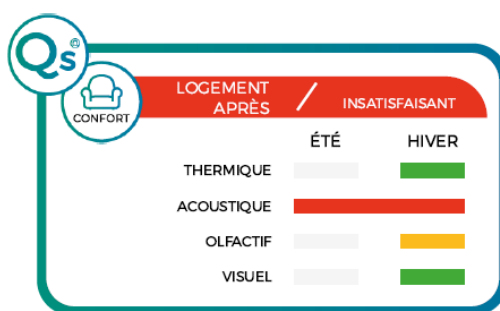 Qs@
CONFORT
LOGEMENT
APRÈS / INSATISFAISANT
ÉTÉ HIVER
THERMIQUE
ACOUSTIQUE
OLFACTIF
VISUEL